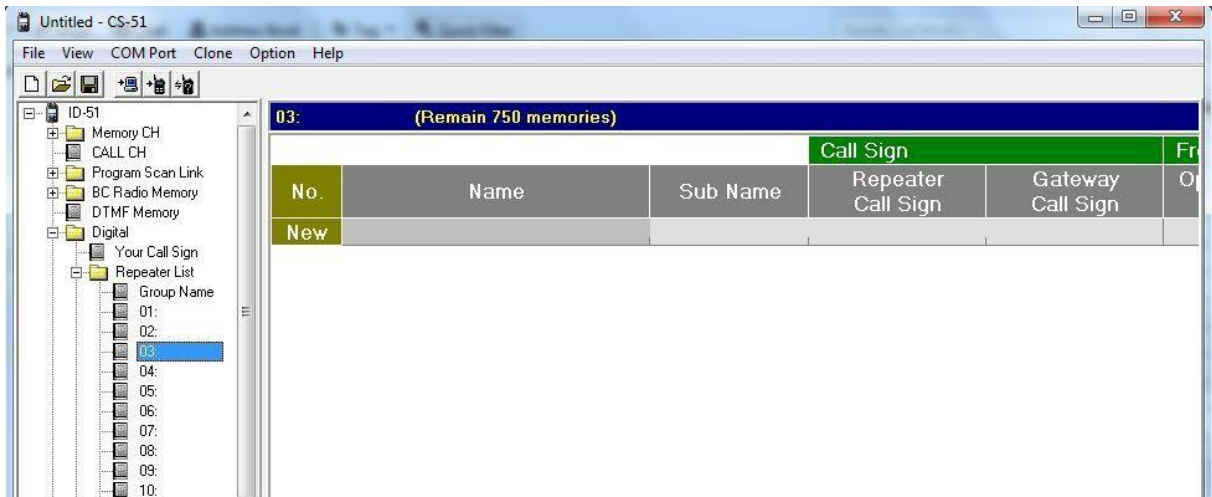 Untitled - CS-51
File View COM Port Clone Option Help
ID-51
Memory CH
CALL CH
Program Scan Link
BC Radio Memory
DTMF Memory
Digital
Your Call Sign
Repeater List
Group Name
01:
02:
03:
04:
05:
06:
07:
08:
09:
10:
03: (Remain 750 memories)
Call Sign Fr
No. Name Sub Name Repeater Call Sign Gateway Call Sign Op
New